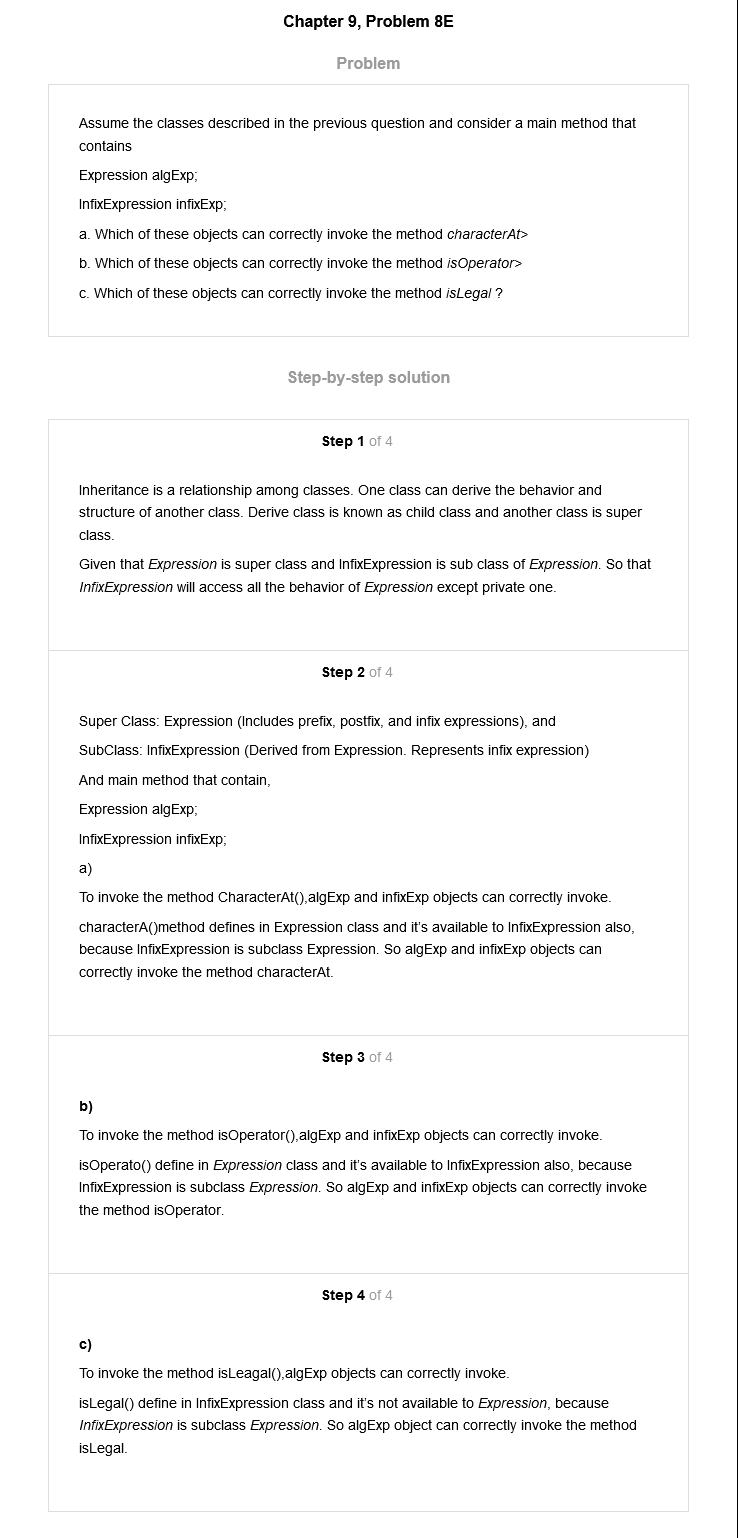 Chapter 9, Problem 8E
Problem
Assume the classes described in the previous question and consider a main method that
contains
Expression algExp;
InfixExpression infixExp;
a. Which of these objects can correctly invoke the method characterAt>
b. Which of these objects can correctly invoke the method isOperator>
c. Which of these objects can correctly invoke the method isLegal ?
Step-by-step solution
Step 1 of 4
Inheritance is a relationship among classes. One class can derive the behavior and
structure of another class. Derive class is known as child class and another class is super
class.
Given that Expression is super class and InfixExpression is sub class of Expression. So that
InfixExpression will access all the behavior of Expression except private one.
Step 2 of 4
Super Class: Expression (Includes prefix, postfix, and infix expressions), and
SubClass: InfixExpression (Derived from Expression. Represents infix expression)
And main method that contain,
Expression algExp;
InfixExpression infixExp;
a)
To invoke the method CharacterAt(),algExp and infixExp objects can correctly invoke.
characterA()method defines in Expression class and it's available to InfixExpression also,
because InfixExpression is subclass Expression. So algExp and infixExp objects can
correctly invoke the method characterAt.
Step 3 of 4
b)
To invoke the method isOperator(),algExp and infixExp objects can correctly invoke.
isOperato() define in Expression class and it's available to InfixExpression also, because
InfixExpression is subclass Expression. So algExp and infixExp objects can correctly invoke
the method isOperator.
Step 4 of 4
c)
To invoke the method isLeagal(),algExp objects can correctly invoke.
isLegal() define in InfixExpression class and it's not available to Expression, because
InfixExpression is subclass Expression. So algExp object can correctly invoke the method
isLegal.